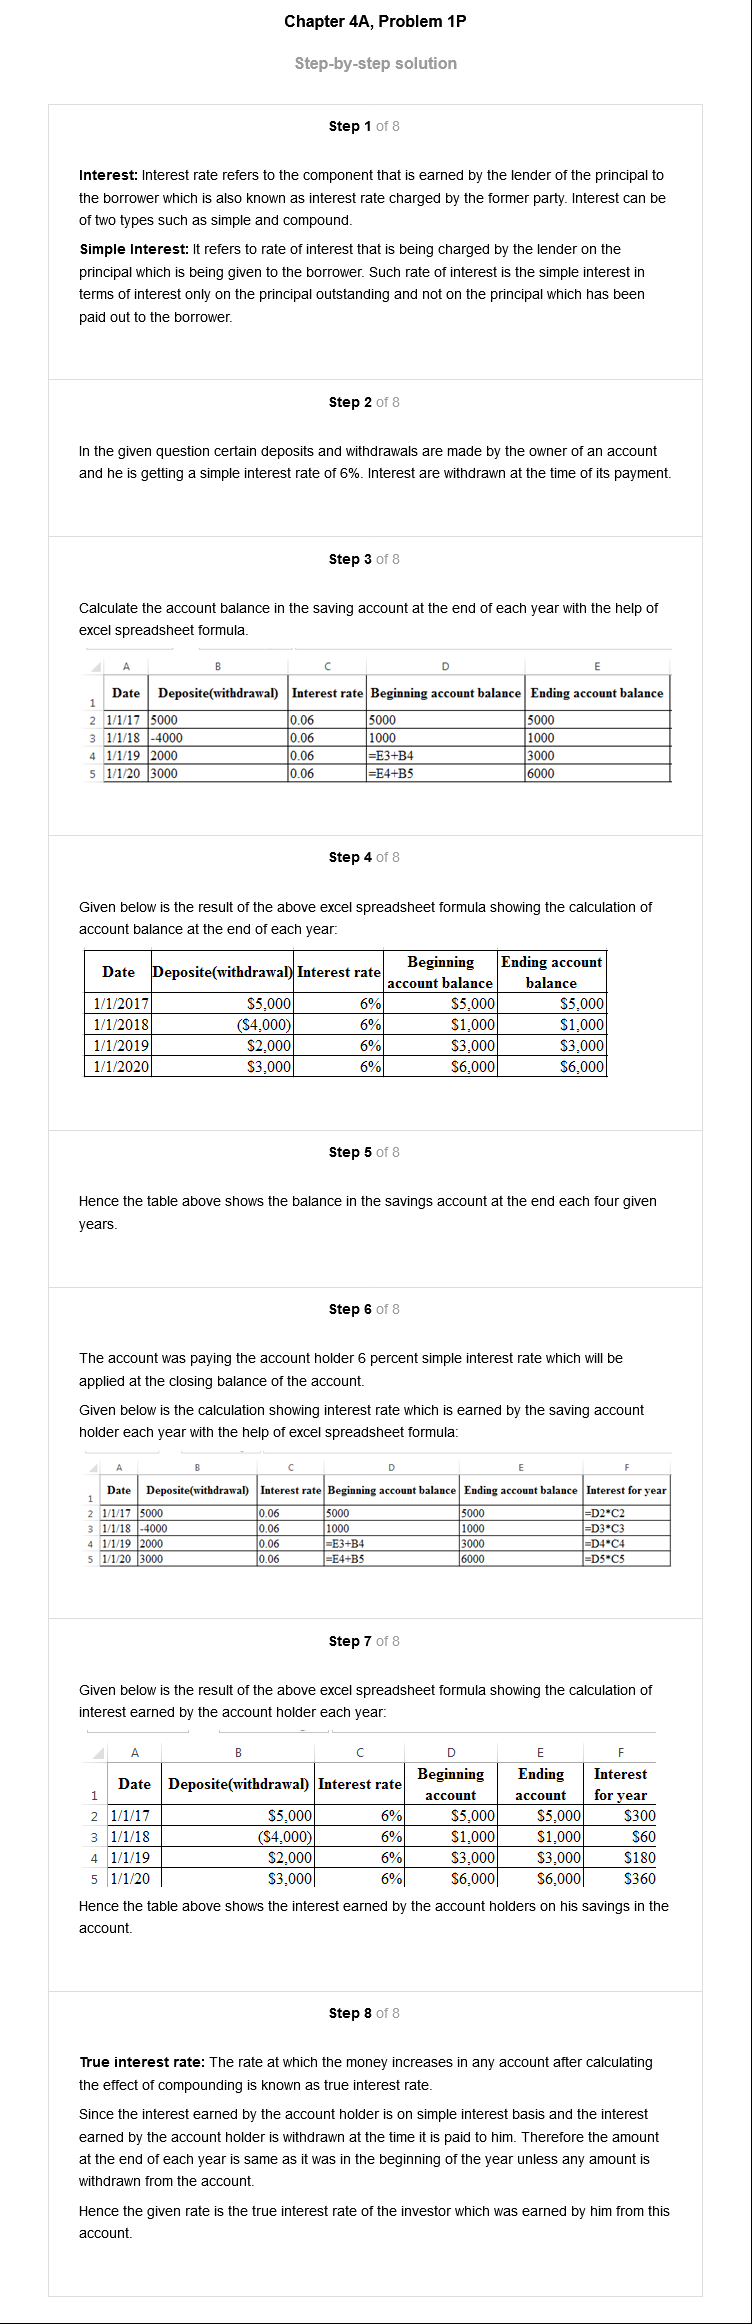 Chapter 4A, Problem 1P
Step-by-step solution
Step 1 of 8
Interest: Interest rate refers to the component that is earned by the lender of the principal to
the borrower which is also known as interest rate charged by the former party. Interest can be
of two types such as simple and compound.
Simple Interest: It refers to rate of interest that is being charged by the lender on the
principal which is being given to the borrower. Such rate of interest is the simple interest in
terms of interest only on the principal outstanding and not on the principal which has been
paid out to the borrower.
Step 2 of 8
In the given question certain deposits and withdrawals are made by the owner of an account
and he is getting a simple interest rate of 6%. Interest are withdrawn at the time of its payment.
Step 3 of 8
Calculate the account balance in the saving account at the end of each year with the help of
excel spreadsheet formula.
A B C D E
1 Date Deposite(withdrawal) Interest rate Beginning account balance Ending account balance
2 1/1/17 5000 0.06 5000 5000
3 1/1/18 -4000 0.06 1000 1000
4 1/1/19 2000 0.06 =E3+B4 3000
5 1/1/20 3000 0.06 =E4+B5 6000
Step 4 of 8
Given below is the result of the above excel spreadsheet formula showing the calculation of
account balance at the end of each year:
Date Deposite(withdrawal) Interest rate Beginning account balance Ending account balance
1/1/2017 $5,000 6% $5,000 $5,000
1/1/2018 ($4,000) 6% $1,000 $1,000
1/1/2019 $2,000 6% $3,000 $3,000
1/1/2020 $3,000 6% $6,000 $6,000
Step 5 of 8
Hence the table above shows the balance in the savings account at the end each four given
years.
Step 6 of 8
The account was paying the account holder 6 percent simple interest rate which will be
applied at the closing balance of the account.
Given below is the calculation showing interest rate which is earned by the saving account
holder each year with the help of excel spreadsheet formula:
A B C D E F
1 Date Deposite(withdrawal) Interest rate Beginning account balance Ending account balance Interest for year
2 1/1/17 5000 0.06 5000 5000 =D2*C2
3 1/1/18 -4000 0.06 1000 1000 =D3*C3
4 1/1/19 2000 0.06 =E3+B4 3000 =D4*C4
5 1/1/20 3000 0.06 =E4+B5 6000 =D5*C5
Step 7 of 8
Given below is the result of the above excel spreadsheet formula showing the calculation of
interest earned by the account holder each year:
A B C D E F
1 Date Deposite(withdrawal) Interest rate Beginning account Ending account Interest for year
2 1/1/17 $5,000 6% $5,000 $5,000 $300
3 1/1/18 ($4,000) 6% $1,000 $1,000 $60
4 1/1/19 $2,000 6% $3,000 $3,000 $180
5 1/1/20 $3,000 6% $6,000 $6,000 $360
Hence the table above shows the interest earned by the account holders on his savings in the
account.
Step 8 of 8
True interest rate: The rate at which the money increases in any account after calculating
the effect of compounding is known as true interest rate.
Since the interest earned by the account holder is on simple interest basis and the interest
earned by the account holder is withdrawn at the time it is paid to him. Therefore the amount
at the end of each year is same as it was in the beginning of the year unless any amount is
withdrawn from the account.
Hence the given rate is the true interest rate of the investor which was earned by him from this
account.